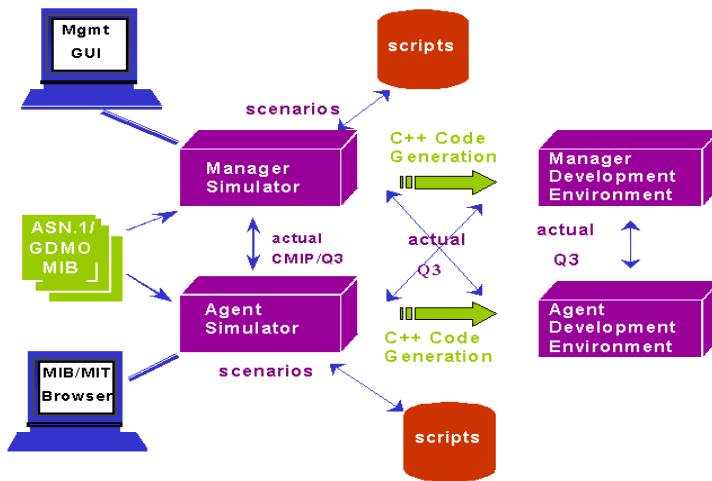 Mgmt
GUI
scripts
scenarios
C++ Code
Generation
Manager
Simulator
Manager
Development
Environment
ASN.1/
GDMO
MIB
actual
CMIP/Q3
actual
Q3
actual
Q3
Agent
Simulator
Agent
Development
Environment
C++ Code
Generation
MIB/MIT
Browser
scenarios
scripts